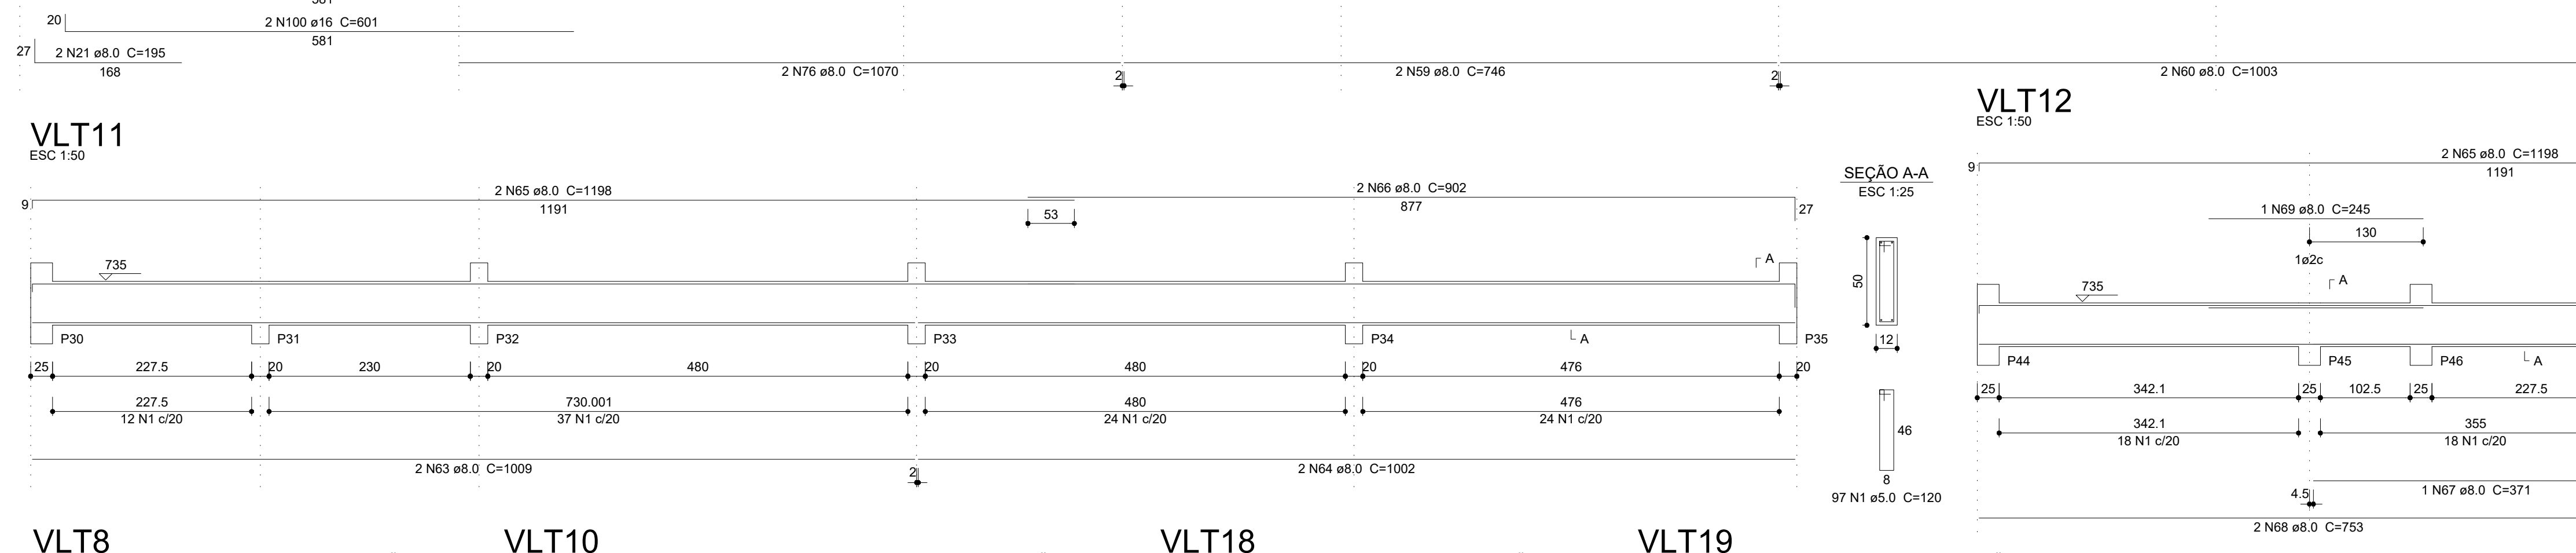 20
2 N100 ø16 C=601
581
27
2 N21 ø8.0 C=195
168
2 N76 ø8.0 C=1070
2
2 N59 ø8.0 C=746
2
2 N60 ø8.0 C=1003
VLT11
ESC 1:50
9
2 N65 ø8.0 C=1198
1191
2 N66 ø8.0 C=902
877
53
27
735
A
P30
P31
P32
P33
P34
A
P35
25
227.5
20
230
20
480
20
480
20
476
20
227.5
12 N1 c/20
730.001
37 N1 c/20
480
24 N1 c/20
476
24 N1 c/20
2 N63 ø8.0 C=1009
2
2 N64 ø8.0 C=1002
SEÇÃO A-A
ESC 1:25
50
12
46
8
97 N1 ø5.0 C=120
VLT12
ESC 1:50
9
2 N65 ø8.0 C=1198
1191
1 N69 ø8.0 C=245
130
1ø2c
A
735
P44
P45
P46
A
25
342.1
25
102.5
25
227.5
342.1
18 N1 c/20
355
18 N1 c/20
4.5
1 N67 ø8.0 C=371
2 N68 ø8.0 C=753
VLT8
VLT10
VLT18
VLT19